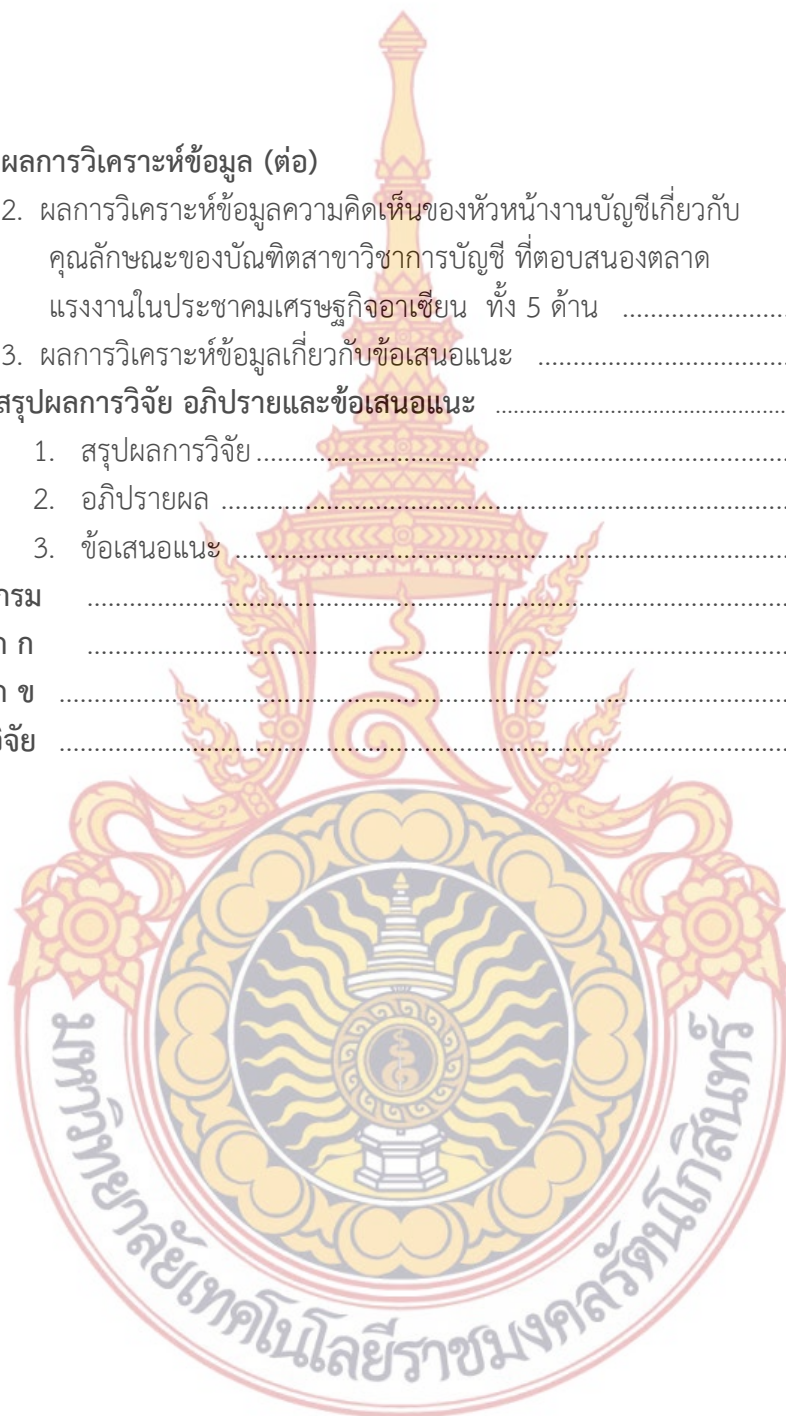 ผลการวิเคราะห์ข้อมูล (ต่อ)
2. ผลการวิเคราะห์ข้อมูลความคิดเห็นของหัวหน้างานบัญชีเกี่ยวกับ
คุณลักษณะของบัณฑิตสาขาวิชาการบัญชี ที่ตอบสนองตลาด
แรงงานในประชาคมเศรษฐกิจอาเซียน ทั้ง 5 ด้าน ......................
3. ผลการวิเคราะห์ข้อมูลเกี่ยวกับข้อเสนอแนะ ................................
สรุปผลการวิจัย อภิปรายและข้อเสนอแนะ ..........................................
1. สรุปผลการวิจัย..............................................................................
2. อภิปรายผล ..................................................................................
3. ข้อเสนอแนะ ................................................................................
กรม ....................................................................................................
ก ....................................................................................................
ข ........................................................................................................
วิจัย ........................................................................................................
มหาวิทยาลัยเทคโนโลยีราชมงคลรัตนโกสินทร์